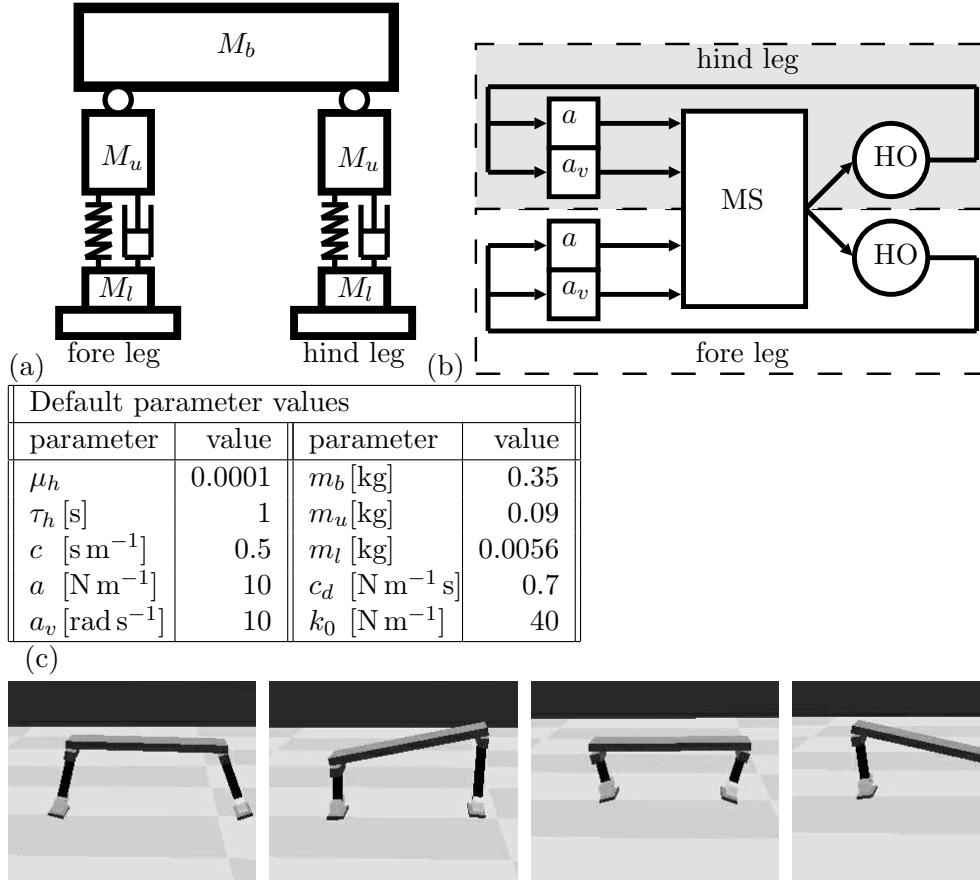 M_b
M_u M_u
M_l M_l
fore leg hind leg
(a)
hind leg
a
a_v
HO
MS
a
a_v
HO
fore leg
(b)
Default parameter values
parameter value parameter value
μ_h 0.0001 m_b [kg] 0.35
τ_h [s] 1 m_u [kg] 0.09
c [s m⁻¹] 0.5 m_l [kg] 0.0056
a [N m⁻¹] 10 c_d [N m⁻¹ s] 0.7
a_v [rad s⁻¹] 10 k_0 [N m⁻¹] 40
(c)